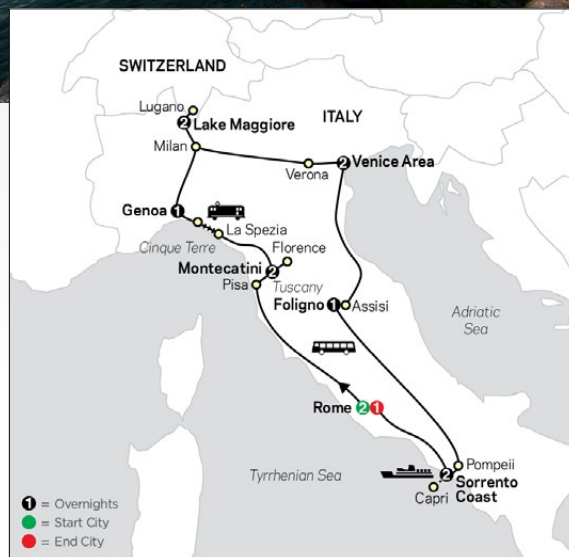 SWITZERLAND
Lugano
2 Lake Maggiore
ITALY
Milan
Verona
2 Venice Area
Genoa 1
La Spezia
Cinque Terre
Florence
Montecatini 2
Tuscany
Pisa
Foligno 1
Assisi
Adriatic
Sea
Rome 2 1
Tyrrhenian Sea
Pompeii
2 Sorrento
Coast
Capri
1 = Overnights
= Start City
= End City